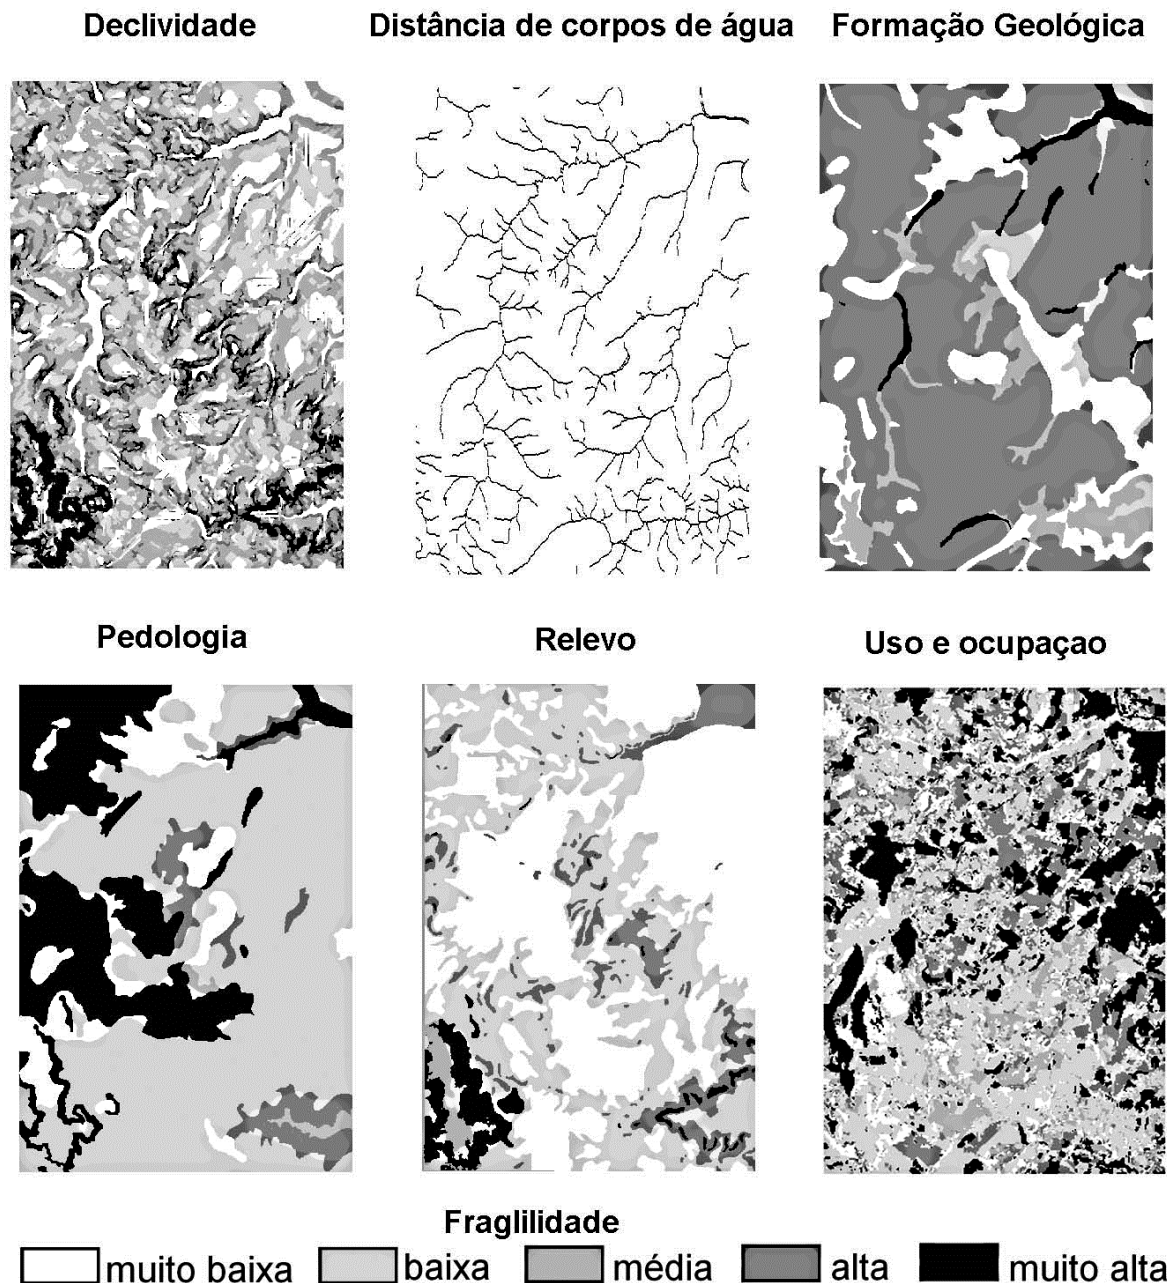 Declividade Distância de corpos de água Formação Geológica
Pedologia Relevo Uso e ocupaçao
Fraglilidade
muito baixa baixa média alta muito alta